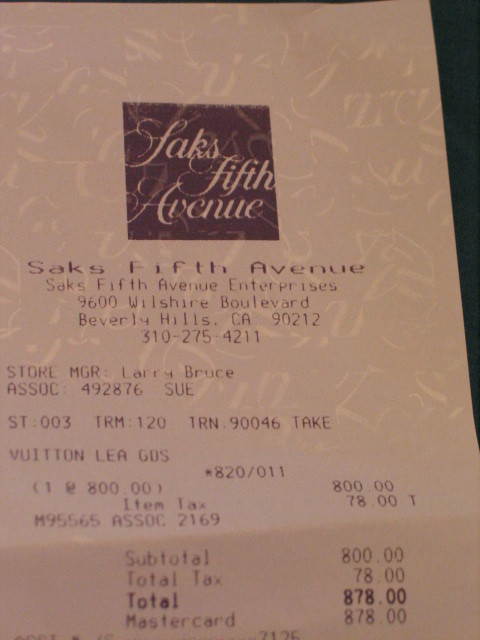 Saks
Fifth
Avenue
Saks Fifth Avenue
Saks Fifth Avenue Enterprises
9600 Wilshire Boulevard
Beverly Hills, CA 90212
310-275-4211
STORE MGR: Larry Bruce
ASSOC: 492876 SUE
ST:003 TRM:120 TRN.90046 TAKE
VUITTON LEA GDS
*820/011
(1 @ 800.00) 800.00
Item Tax 78.00 T
M95565 ASSOC 2169
Subtotal 800.00
Total Tax 78.00
Total 878.00
Mastercard 878.00